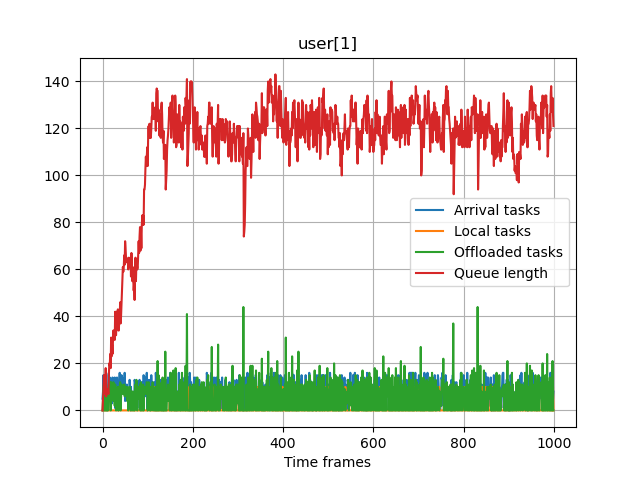 user[1]
140
120
100
80
60
40
20
0
Arrival tasks
Local tasks
Offloaded tasks
Queue length
0 200 400 600 800 1000
Time frames